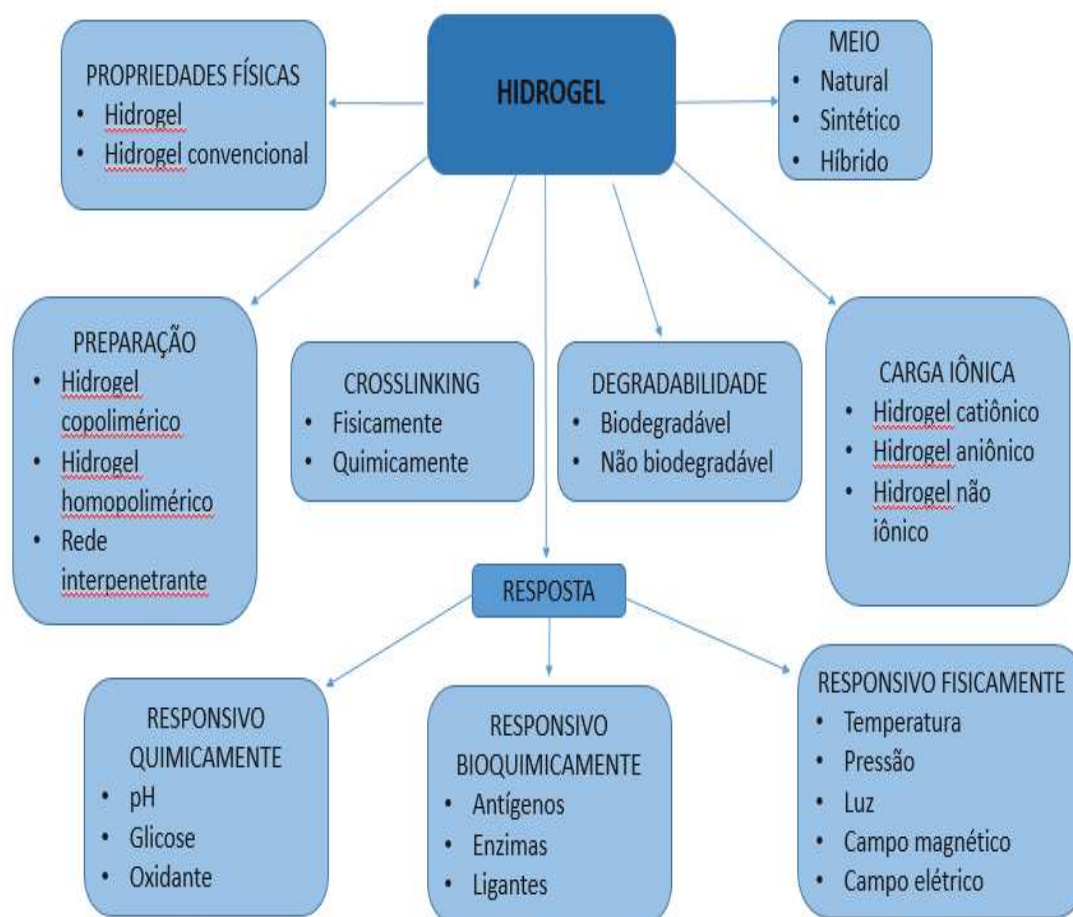 HIDROGEL
PROPRIEDADES FÍSICAS
• Hidrogel
• Hidrogel convencional
MEIO
• Natural
• Sintético
• Híbrido
PREPARAÇÃO
• Hidrogel
copolimérico
• Hidrogel
homopolimérico
• Rede
interpenetrante
CROSSLINKING
• Fisicamente
• Quimicamente
DEGRADABILIDADE
• Biodegradável
• Não biodegradável
CARGA IÔNICA
• Hidrogel catiônico
• Hidrogel aniônico
• Hidrogel não
iônico
RESPOSTA
RESPONSIVO
QUIMICAMENTE
• pH
• Glicose
• Oxidante
RESPONSIVO
BIOQUIMICAMENTE
• Antígenos
• Enzimas
• Ligantes
RESPONSIVO FISICAMENTE
• Temperatura
• Pressão
• Luz
• Campo magnético
• Campo elétrico